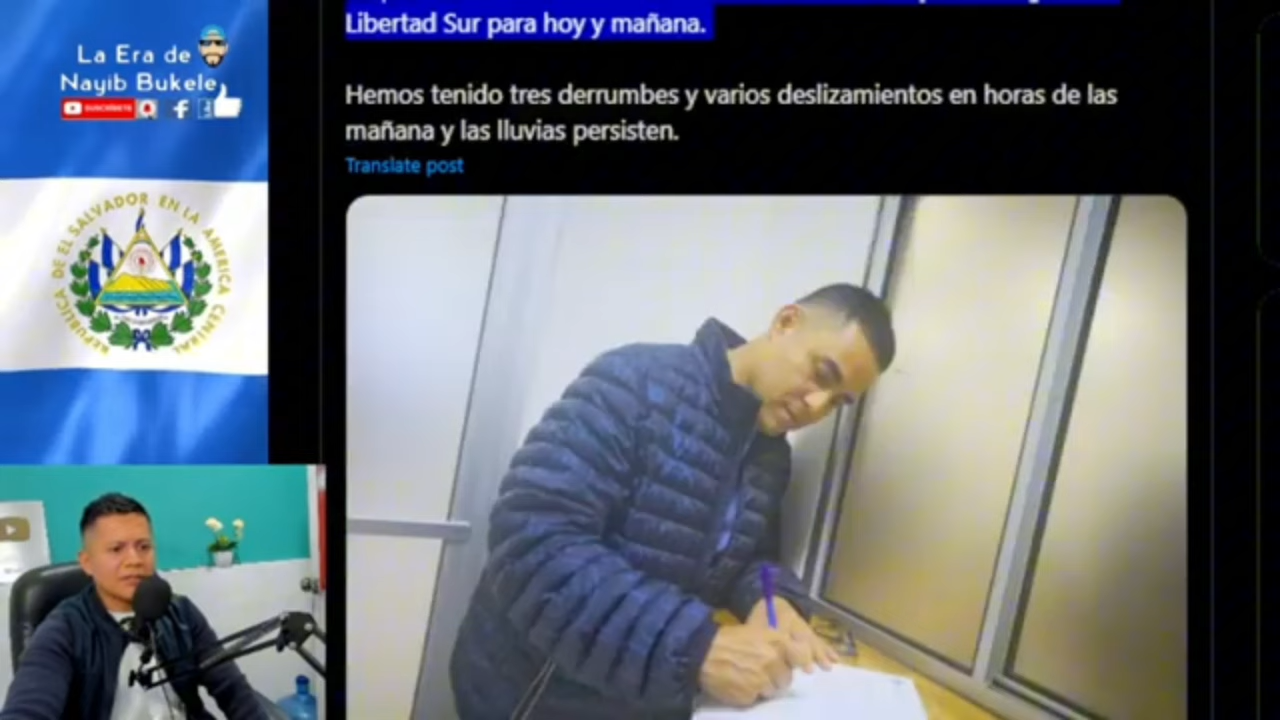 La Era de
Nayib Bukele
SUSCRÍBETE
REPUBLICA DE EL SALVADOR EN LA AMERICA CENTRAL
Libertad Sur para hoy y mañana.
Hemos tenido tres derrumbes y varios deslizamientos en horas de las
mañana y las lluvias persisten.
Translate post